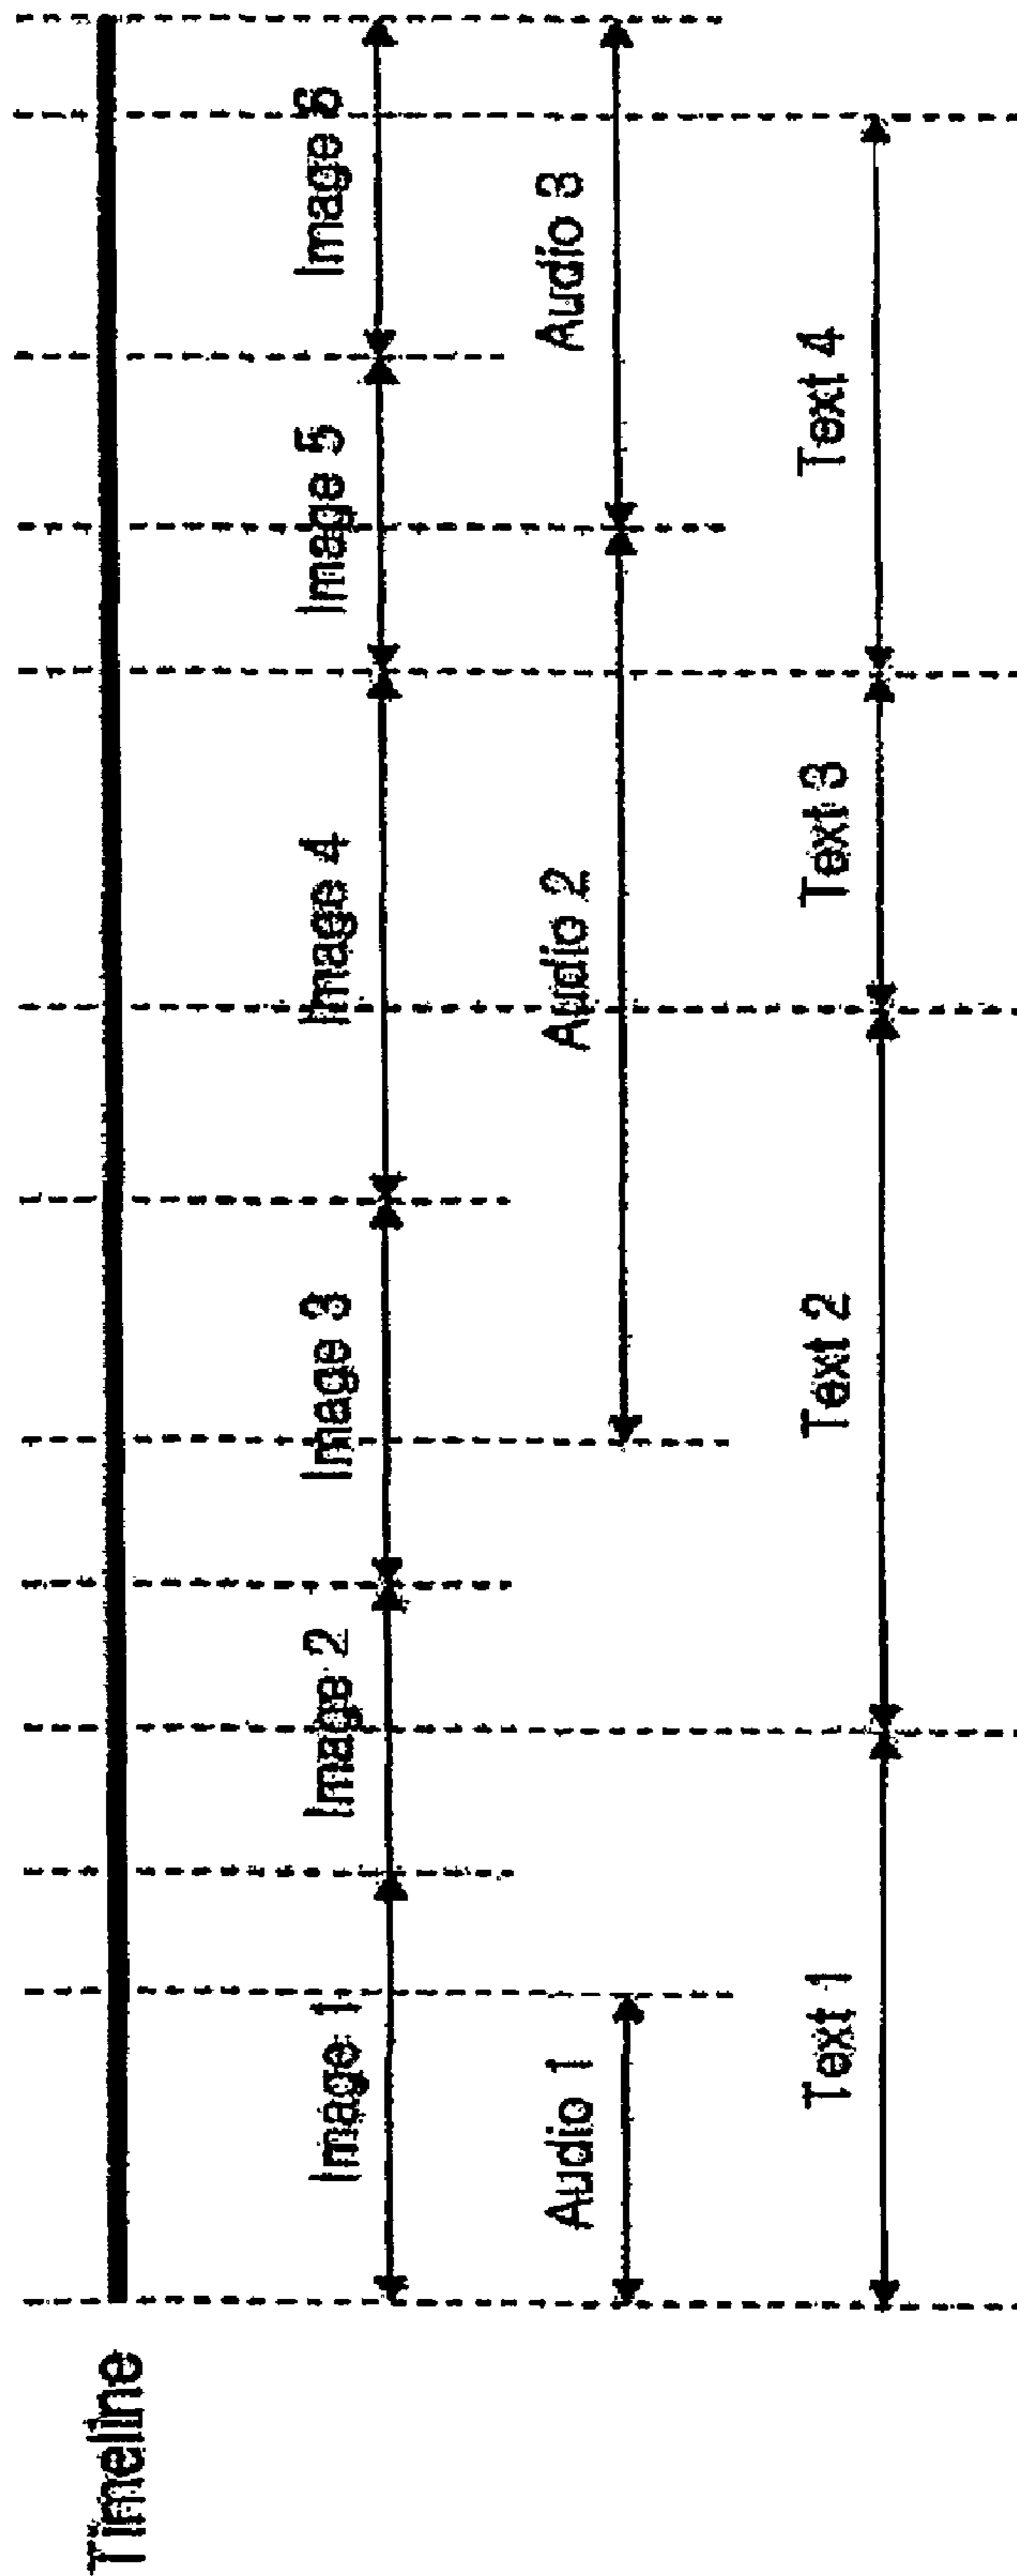 Timeline
Image 1
Image 2
Image 3
Image 4
Image 5
Image 6
Audio 1
Audio 2
Audio 3
Text 1
Text 2
Text 3
Text 4